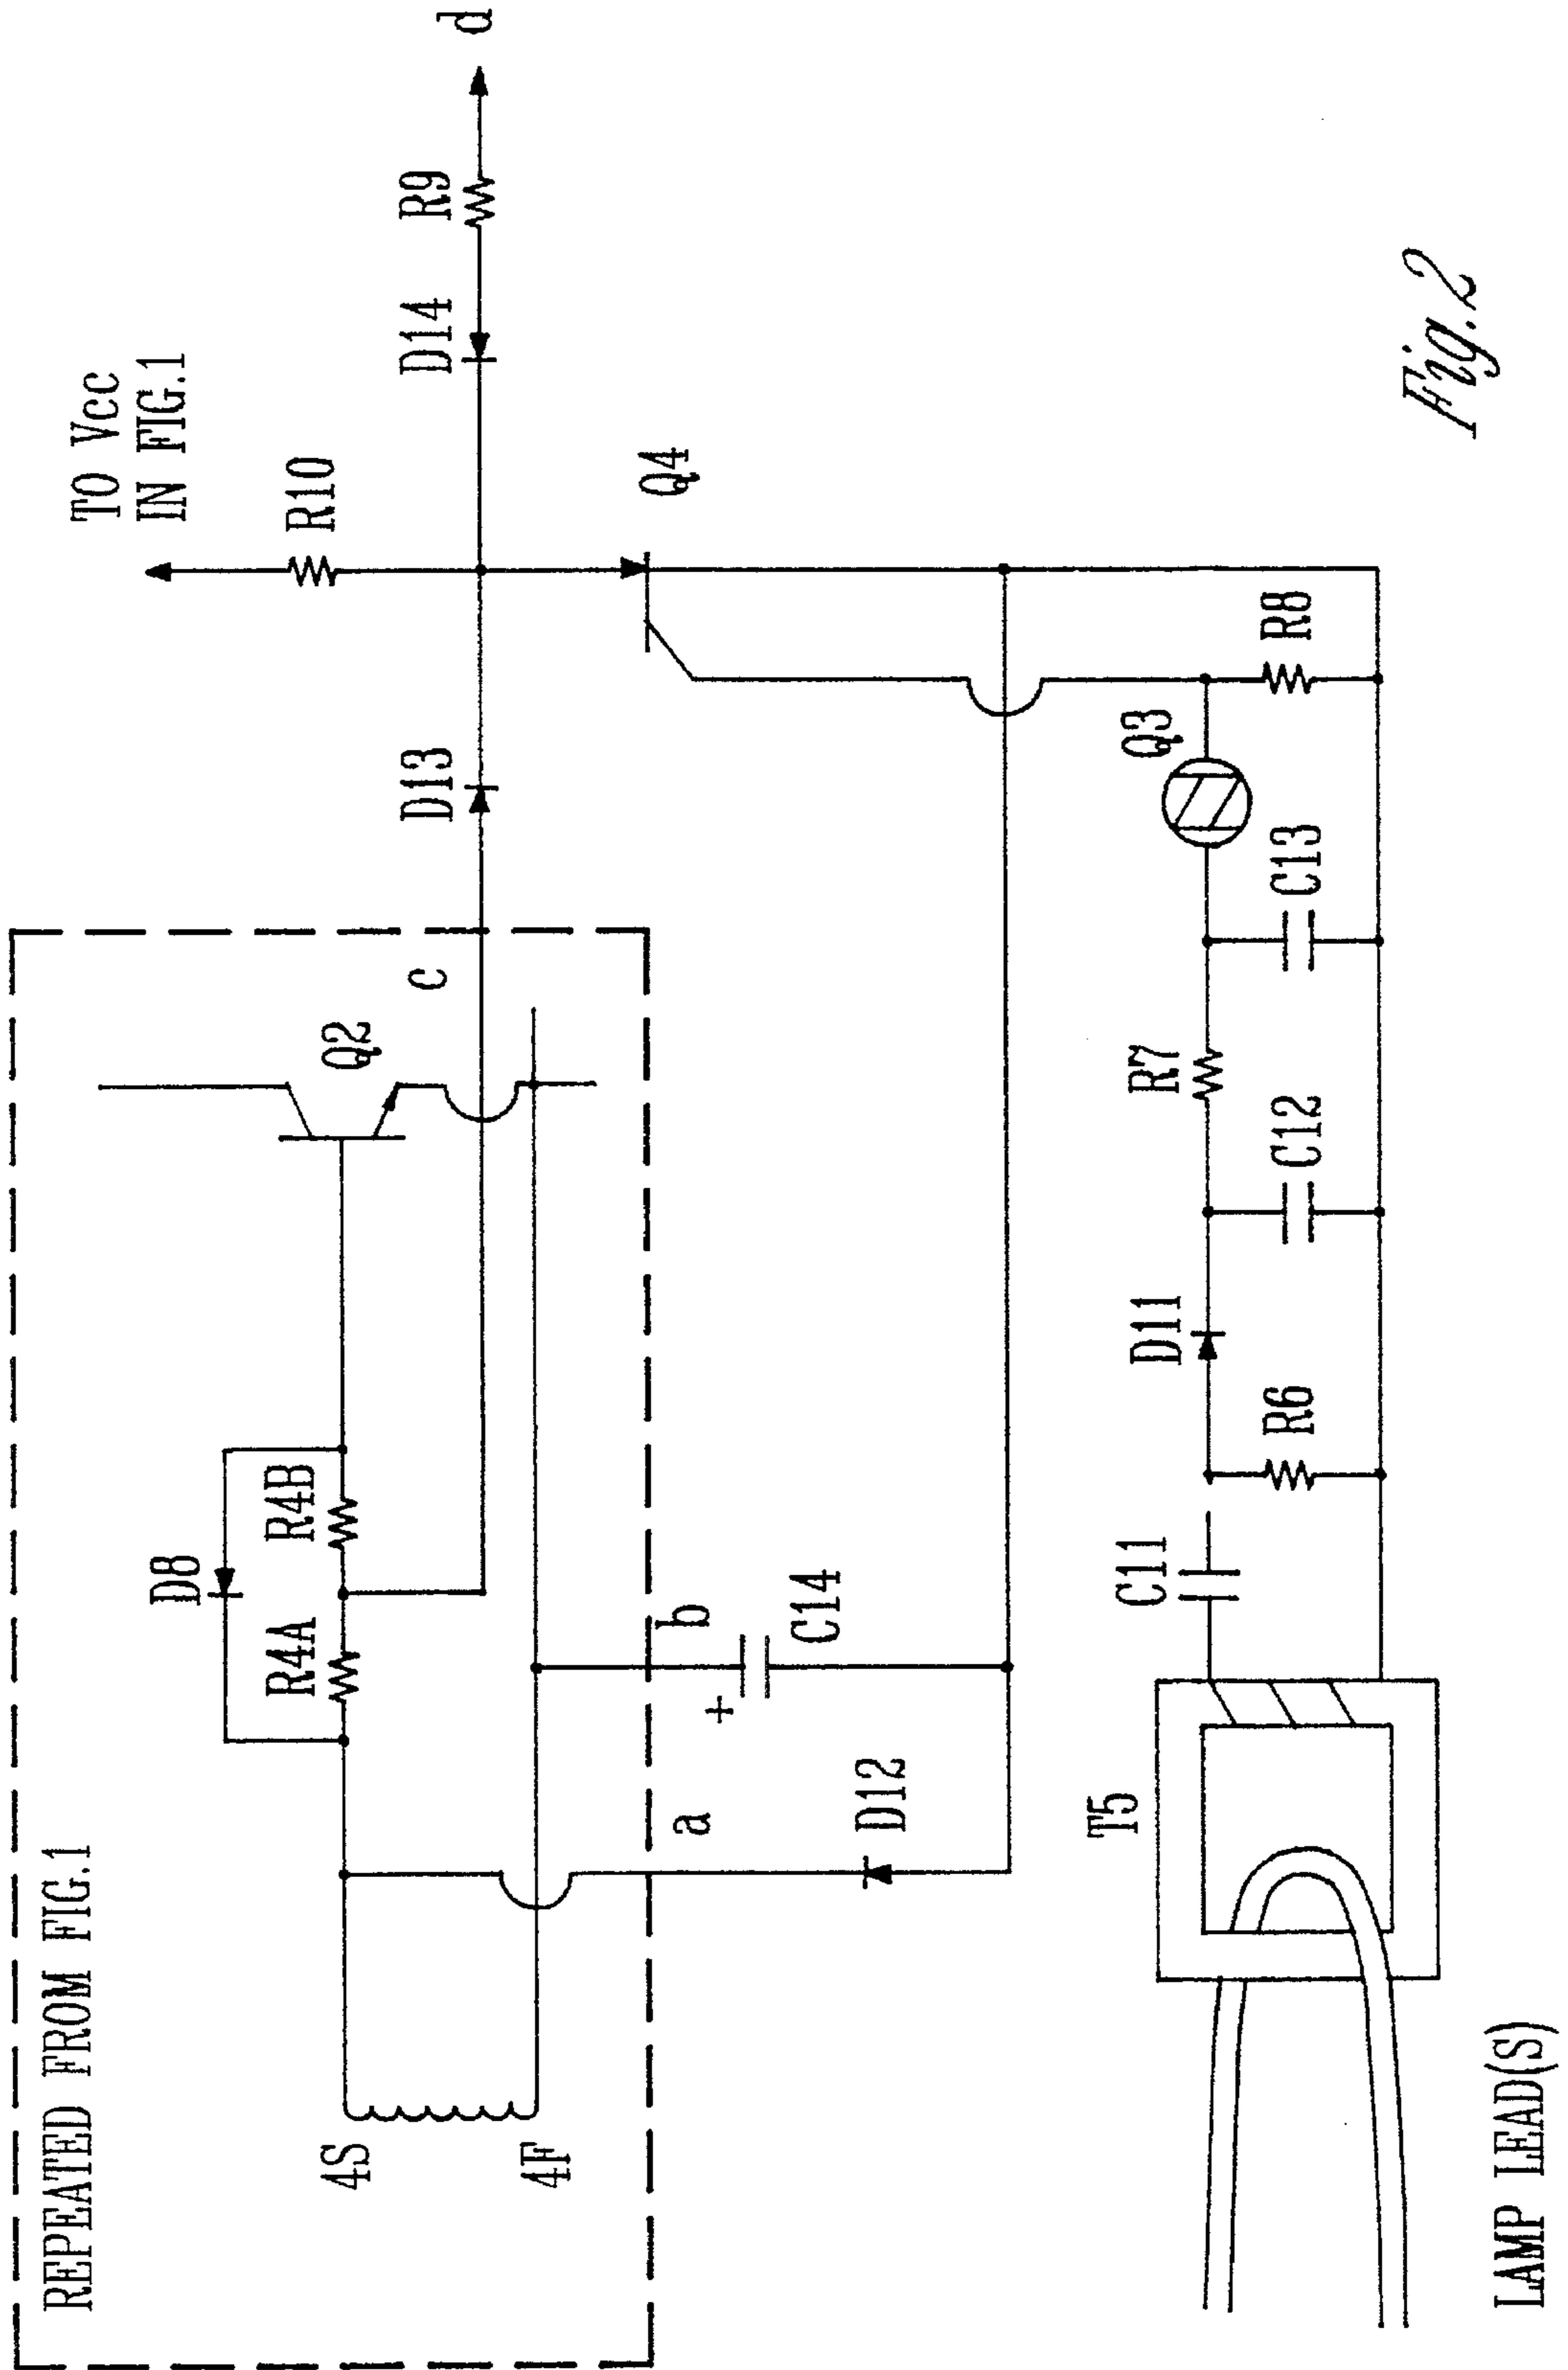 REPEATED FROM FIG.1
4S
4F
D8
R4A
R4B
Q2
c
a
b
+
C14
D12
D13
TO Vcc
IN FIG.1
R10
D14
R9
d
Q4
T5
C11
R6
D11
C12
R7
C13
Q3
R8
LAMP LEAD(S)
Fig.2